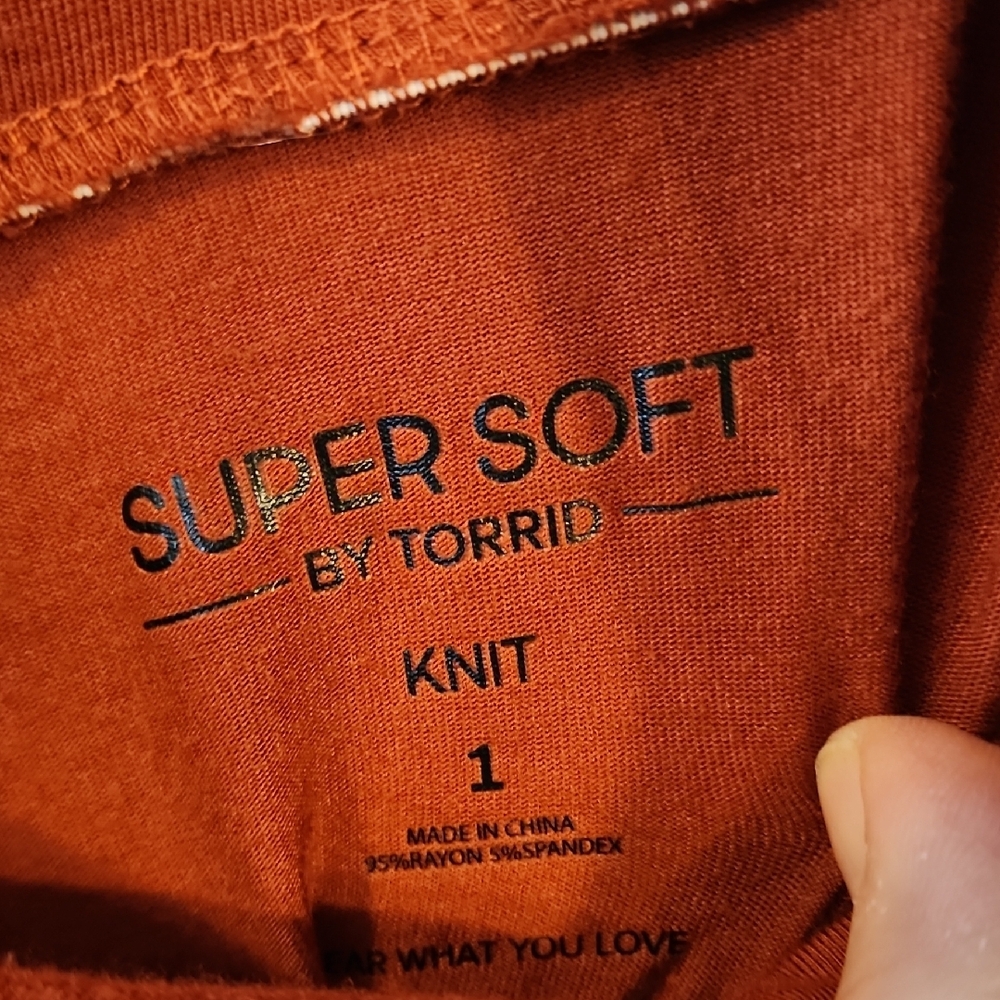 SUPER SOFT
BY TORRID
KNIT
1
MADE IN CHINA
95%RAYON 5%SPANDEX
WHAT YOU LOVE